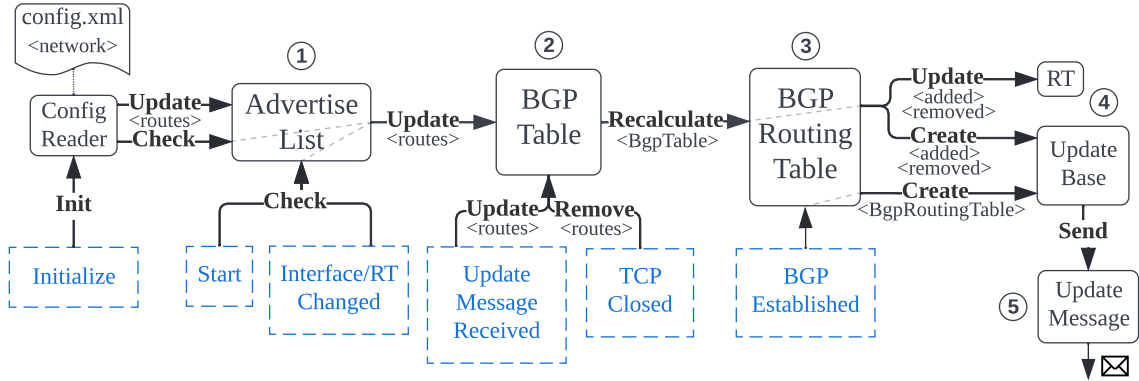 config.xml
<network>
1
2
3
4
5
Config
Reader
Update
<routes>
Check
Advertise
List
Update
<routes>
BGP
Table
Recalculate
<BgpTable>
BGP
Routing
Table
Update
<added>
<removed>
RT
Create
<added>
<removed>
Create
<BgpRoutingTable>
Update
Base
Send
Update
Message
Init
Initialize
Check
Start
Interface/RT
Changed
Update
<routes>
Remove
<routes>
Update
Message
Received
TCP
Closed
BGP
Established